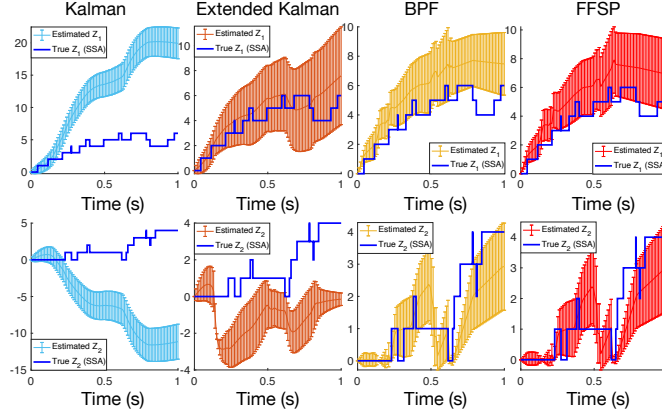 Kalman
Extended Kalman
BPF
FFSP
Estimated Z1
True Z1 (SSA)
20
15
10
5
0
0 0.5 1
Time (s)
Estimated Z1
True Z1 (SSA)
10
5
0
0 0.5 1
Time (s)
10
8
6
4
2
0
Estimated Z1
True Z1 (SSA)
0 0.5 1
Time (s)
10
8
6
4
2
0
Estimated Z1
True Z1 (SSA)
0 0.5 1
Time (s)
5
0
-5
-10
-15
Estimated Z2
True Z2 (SSA)
0 0.5 1
Time (s)
4
2
0
-2
-4
Estimated Z2
True Z2 (SSA)
0 0.5 1
Time (s)
Estimated Z2
True Z2 (SSA)
4
3
2
1
0
0 0.5 1
Time (s)
Estimated Z2
True Z2 (SSA)
4
3
2
1
0
0 0.5 1
Time (s)